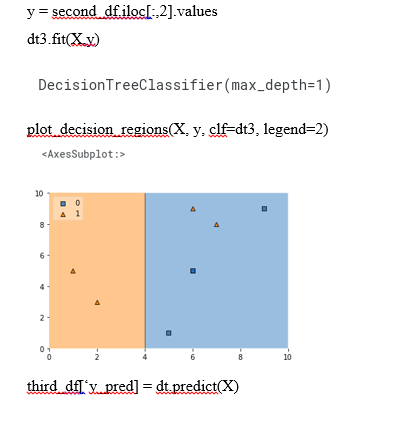 y = second_df.iloc[:,2].values
dt3.fit(X,y)
DecisionTreeClassifier(max_depth=1)
plot_decision_regions(X, y, clf=dt3, legend=2)
<AxesSubplot:>
10
8
6
4
2
0
0
1
0 2 4 6 8 10
third_df['y_pred] = dt.predict(X)